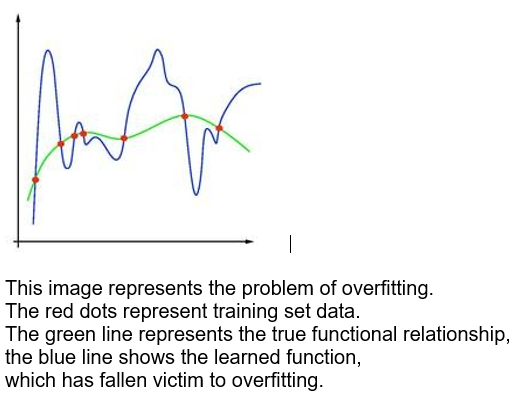 This image represents the problem of overfitting.
The red dots represent training set data.
The green line represents the true functional relationship,
the blue line shows the learned function,
which has fallen victim to overfitting.